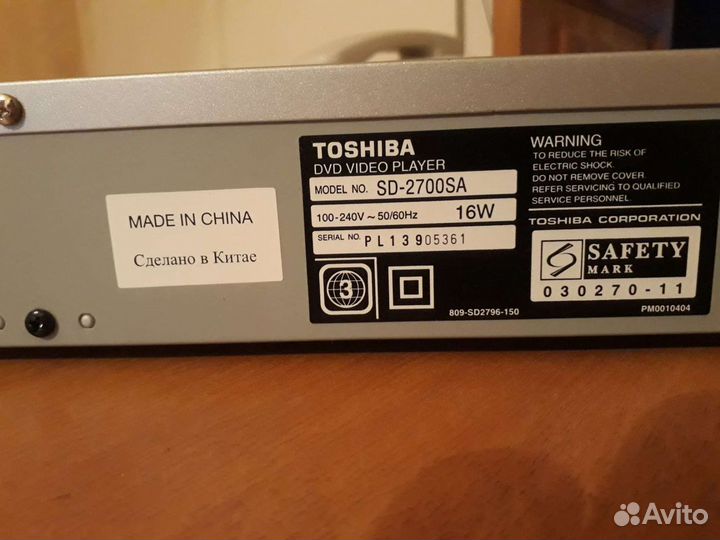 MADE IN CHINA
Сделано в Китае
TOSHIBA
DVD VIDEO PLAYER
MODEL NO. SD-2700SA
100-240V ~ 50/60Hz 16W
SERIAL NO. PL13905361
3
809-SD2796-150
WARNING
TO REDUCE THE RISK OF
ELECTRIC SHOCK
DO NOT REMOVE COVER.
REFER SERVICING TO QUALIFIED
SERVICE PERSONNEL.
TOSHIBA CORPORATION
S SAFETY
MARK
030270-11
PM0010404
Avito